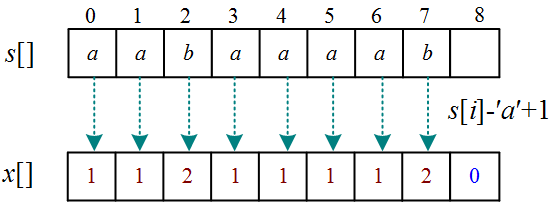 0 1 2 3 4 5 6 7 8
s[] a a b a a a a b
s[i]-'a'+1
x[] 1 1 2 1 1 1 1 2 0